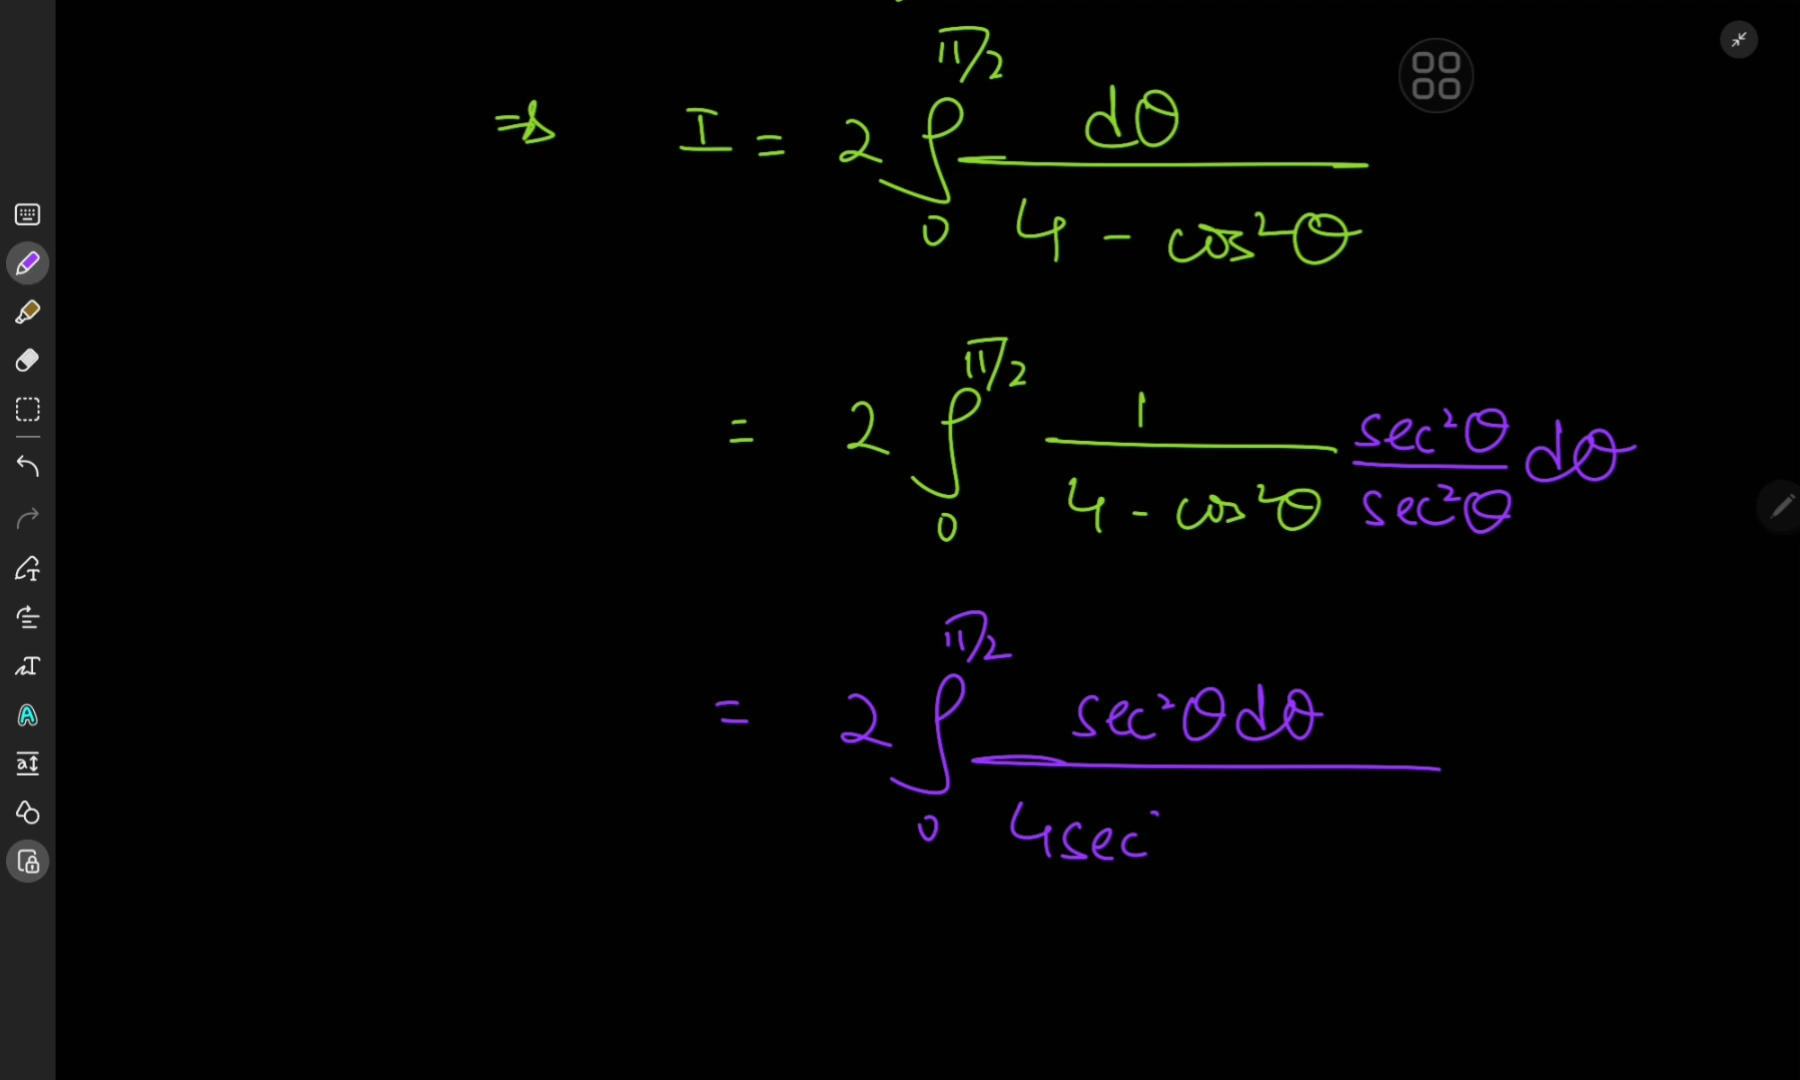 ⇒ I = 2 ∫₀^{π/2} dθ / (4 - cos²θ)
= 2 ∫₀^{π/2} 1 / (4 - cos²θ) sec²θ / sec²θ dθ
= 2 ∫₀^{π/2} sec²θ dθ / 4sec